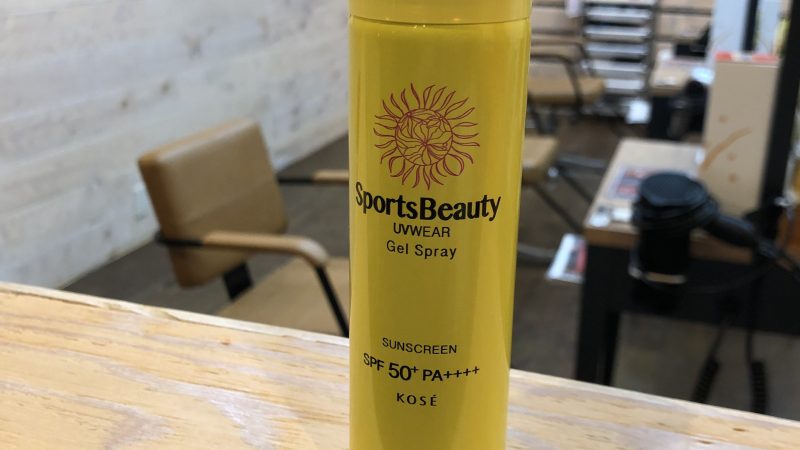 SportsBeauty
UVWEAR
Gel Spray
SUNSCREEN
SPF 50+ PA++++
KOSÉ